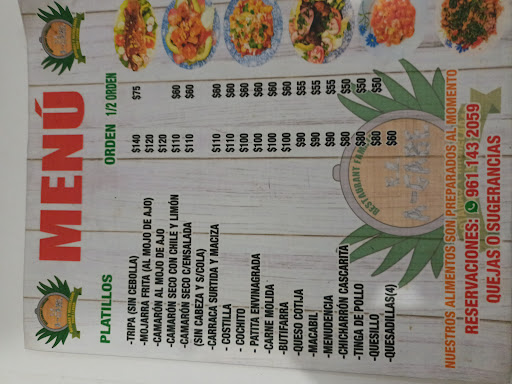 MENÚ
PLATILLOS ORDEN 1/2 ORDEN
-TRIPA (SIN CEBOLLA) $140 $75
-MOJARRA FRITA (AL MOJO DE AJO) $120
-CAMARÓN AL MOJO DE AJO $120
-CAMARÓN SECO CON CHILE Y LIMÓN $110 $60
-CAMARÓN SECO C/ENSALADA $110 $60
(SIN CABEZA Y S/COLA)
-CARRACA SURTIDA Y MACIZA $110 $60
- COSTILLA $110 $60
- COCHITO $100 $60
- PATITA ENVINAGRADA $100 $60
- CARNE MOLIDA $100 $60
- BUTIFARRA $100 $60
-QUESO COTIJA $90 $55
-MACABIL $90 $55
-MENUDENCIA $90 $55
-CHICHARRÓN CASCARITA $80 $50
-TINGA DE POLLO $80 $50
-QUESILLO $80 $50
-QUESADILLAS(4) $60
RESTAURANT
NUESTROS ALIMENTOS SON PREPARADOS AL MOMENTO
RESERVACIONES: 961 143 2059
QUEJAS O SUGERANCIAS